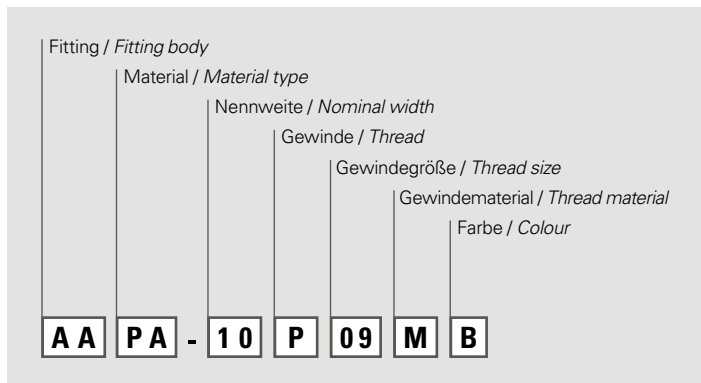 Fitting / Fitting body
Material / Material type
Nennweite / Nominal width
Gewinde / Thread
Gewindegröße / Thread size
Gewindematerial / Thread material
Farbe / Colour
AA PA - 10 P 09 M B